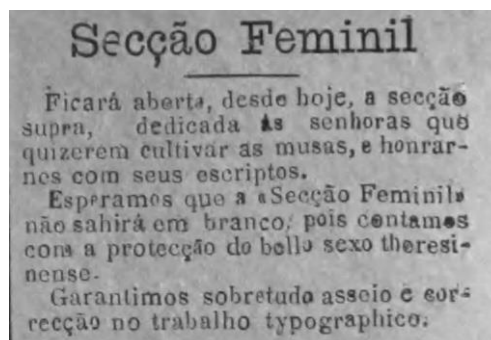 Secção Feminil
Ficará aberta, desde hoje, a secção
supra, dedicada ás senhoras que
quizerem cultivar as musas, e honrar-
nos com seus escriptos.
Esperamos que a «Secção Feminil»
não sahirá em branco, pois contamos
com a protecção do bello sexo theresi-
nense.
Garantimos sobretudo asseio e cor-
recção no trabalho typographico.